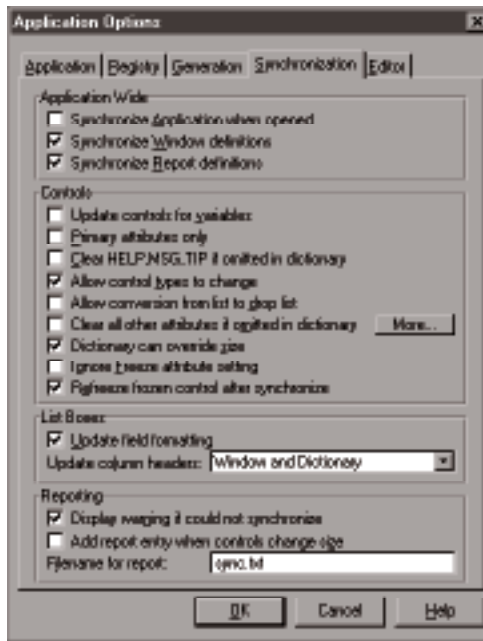 Application Options
Application Registry Generation Synchronization Editor
Application Wide
Synchronize Application when opened
Synchronize Window definitions
Synchronize Report definitions
Controls
Update controls for variables
Primary attributes only
Clear HELP,MSG,TIP if omitted in dictionary
Allow control types to change
Allow conversion from list to drop list
Clear all other attributes if omitted in dictionary More...
Dictionary can override size
Ignore freeze attribute setting
Refreeze frozen control after synchronize
List Boxes
Update field formatting
Update column headers: Window and Dictionary
Reporting
Display warning if could not synchronize
Add report entry when controls change size
Filename for report: sync.txt
OK Cancel Help